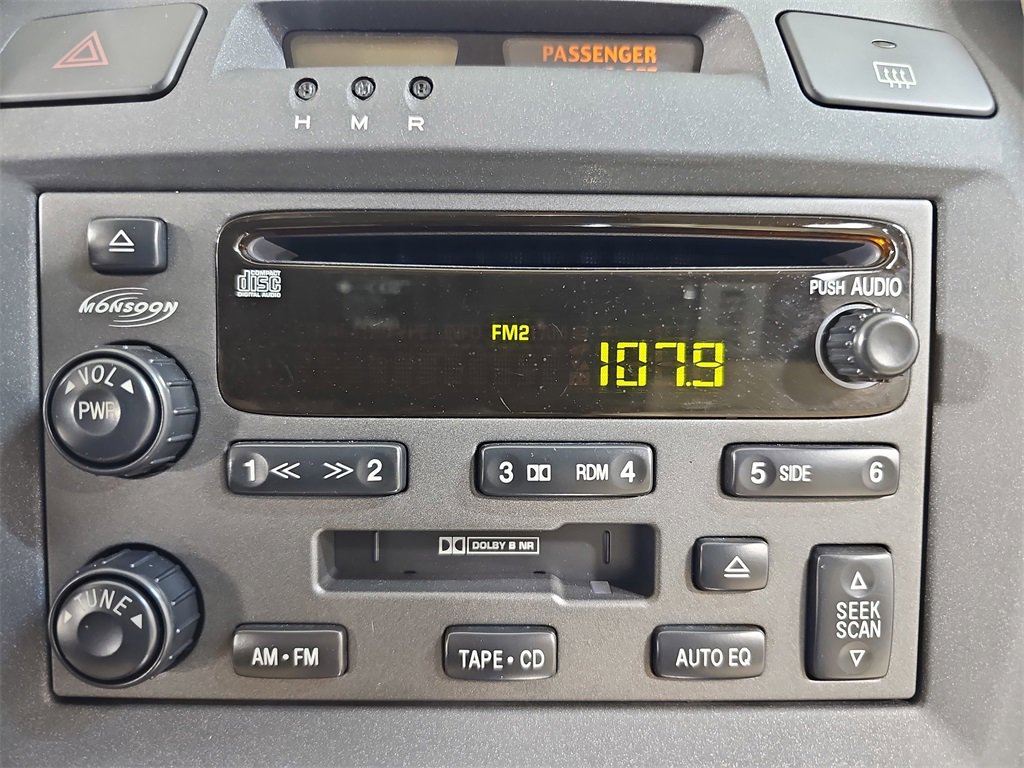 PASSENGER
H M R
COMPACT
disc
DIGITAL AUDIO
PUSH AUDIO
MONSOON
FM2
107.9
VOL
PWR
1 2
3 RDM 4
5 SIDE 6
DOLBY B NR
TUNE
SEEK
SCAN
AM•FM
TAPE•CD
AUTO EQ